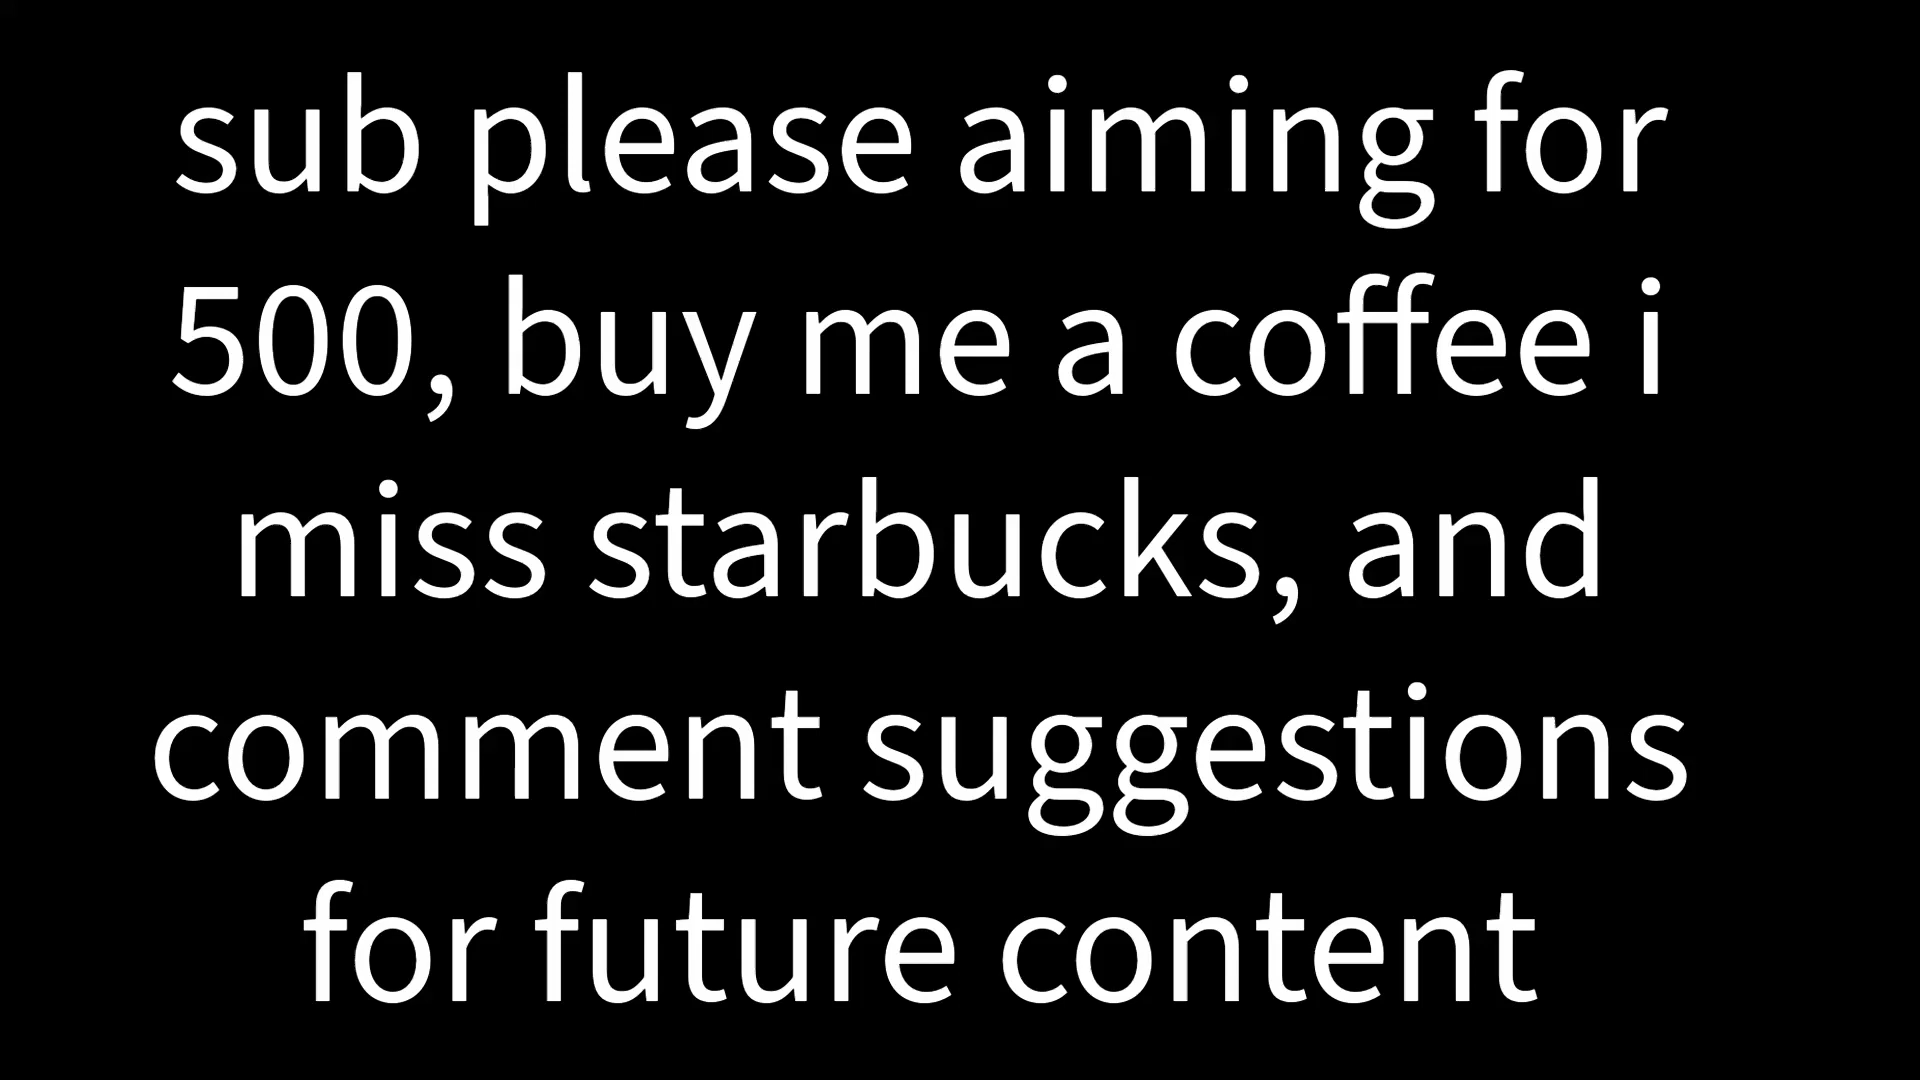 sub please aiming for
500, buy me a coffee i
miss starbucks, and
comment suggestions
for future content